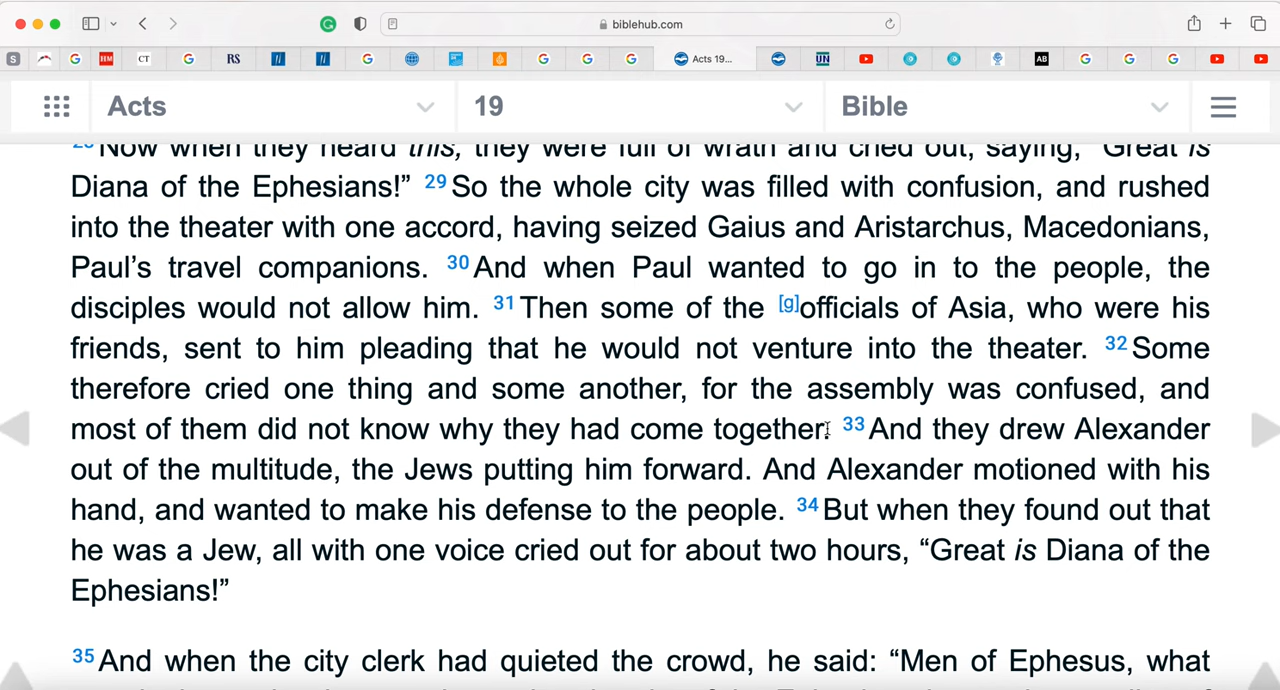 biblehub.com
S
CT
RS
Acts 19...
UN
AB
Acts
19
Bible
28 Now when they heard this, they were full of wrath and cried out, saying, “Great is
Diana of the Ephesians!” 29 So the whole city was filled with confusion, and rushed
into the theater with one accord, having seized Gaius and Aristarchus, Macedonians,
Paul’s travel companions. 30 And when Paul wanted to go in to the people, the
disciples would not allow him. 31 Then some of the [g]officials of Asia, who were his
friends, sent to him pleading that he would not venture into the theater. 32 Some
therefore cried one thing and some another, for the assembly was confused, and
most of them did not know why they had come together. 33 And they drew Alexander
out of the multitude, the Jews putting him forward. And Alexander motioned with his
hand, and wanted to make his defense to the people. 34 But when they found out that
he was a Jew, all with one voice cried out for about two hours, “Great is Diana of the
Ephesians!”
35 And when the city clerk had quieted the crowd, he said: “Men of Ephesus, what